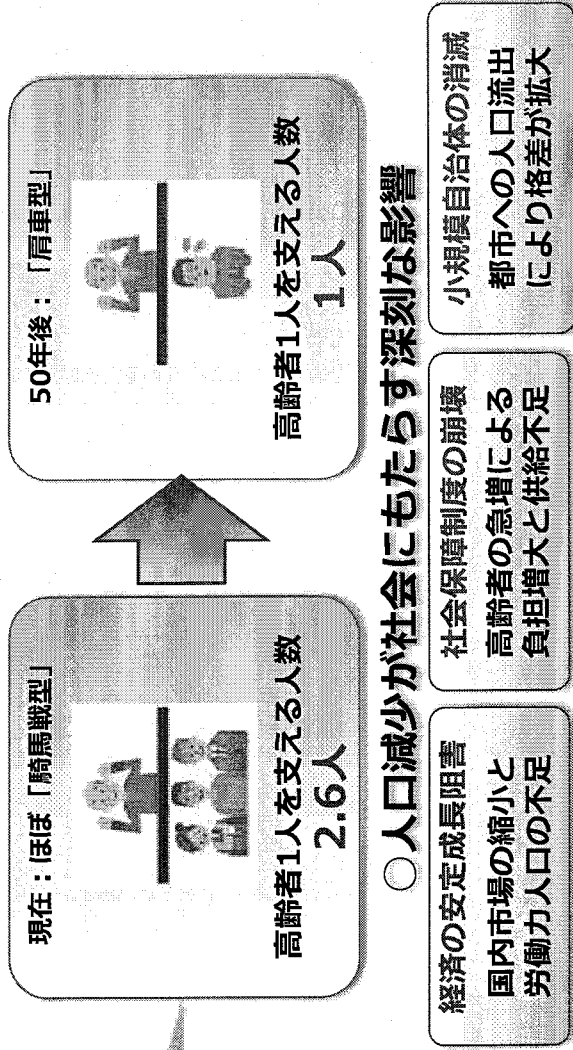 現在：ほぼ「騎馬戦型」
高齢者1人を支える人数
2.6人
50年後：「肩車型」
高齢者1人を支える人数
1人
○人口減少が社会にもたらす深刻な影響
経済の安定成長阻害
国内市場の縮小と
労働力人口の不足
社会保障制度の崩壊
高齢者の急増による
負担増大と供給不足
小規模自治体の消滅
都市への人口流出
により格差が拡大